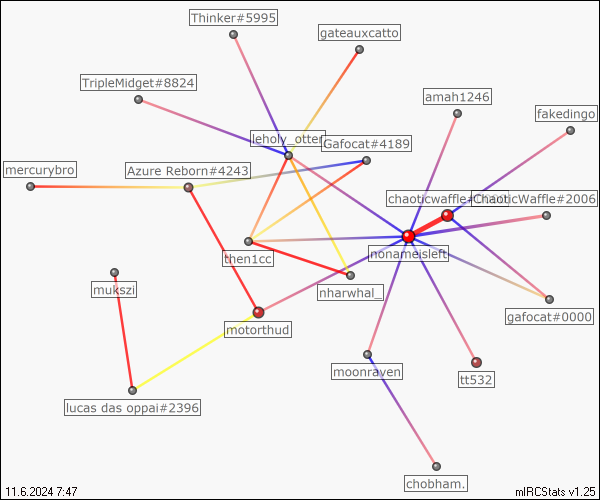 Thinker#5995
gateauxcatto
TripleMidget#8824
amah1246
fakedingo
leholy_otter
Gafocat#4189
mercurybro
Azure Reborn#4243
ChaoticWaffle#2006
then1cc
nonameisleft
mukszi
nharwhal_
gafocat#0000
motorthud
moonraven
tt532
lucas das oppai#2396
chobham.
11.6.2024 7:47
mIRCStats v1.25